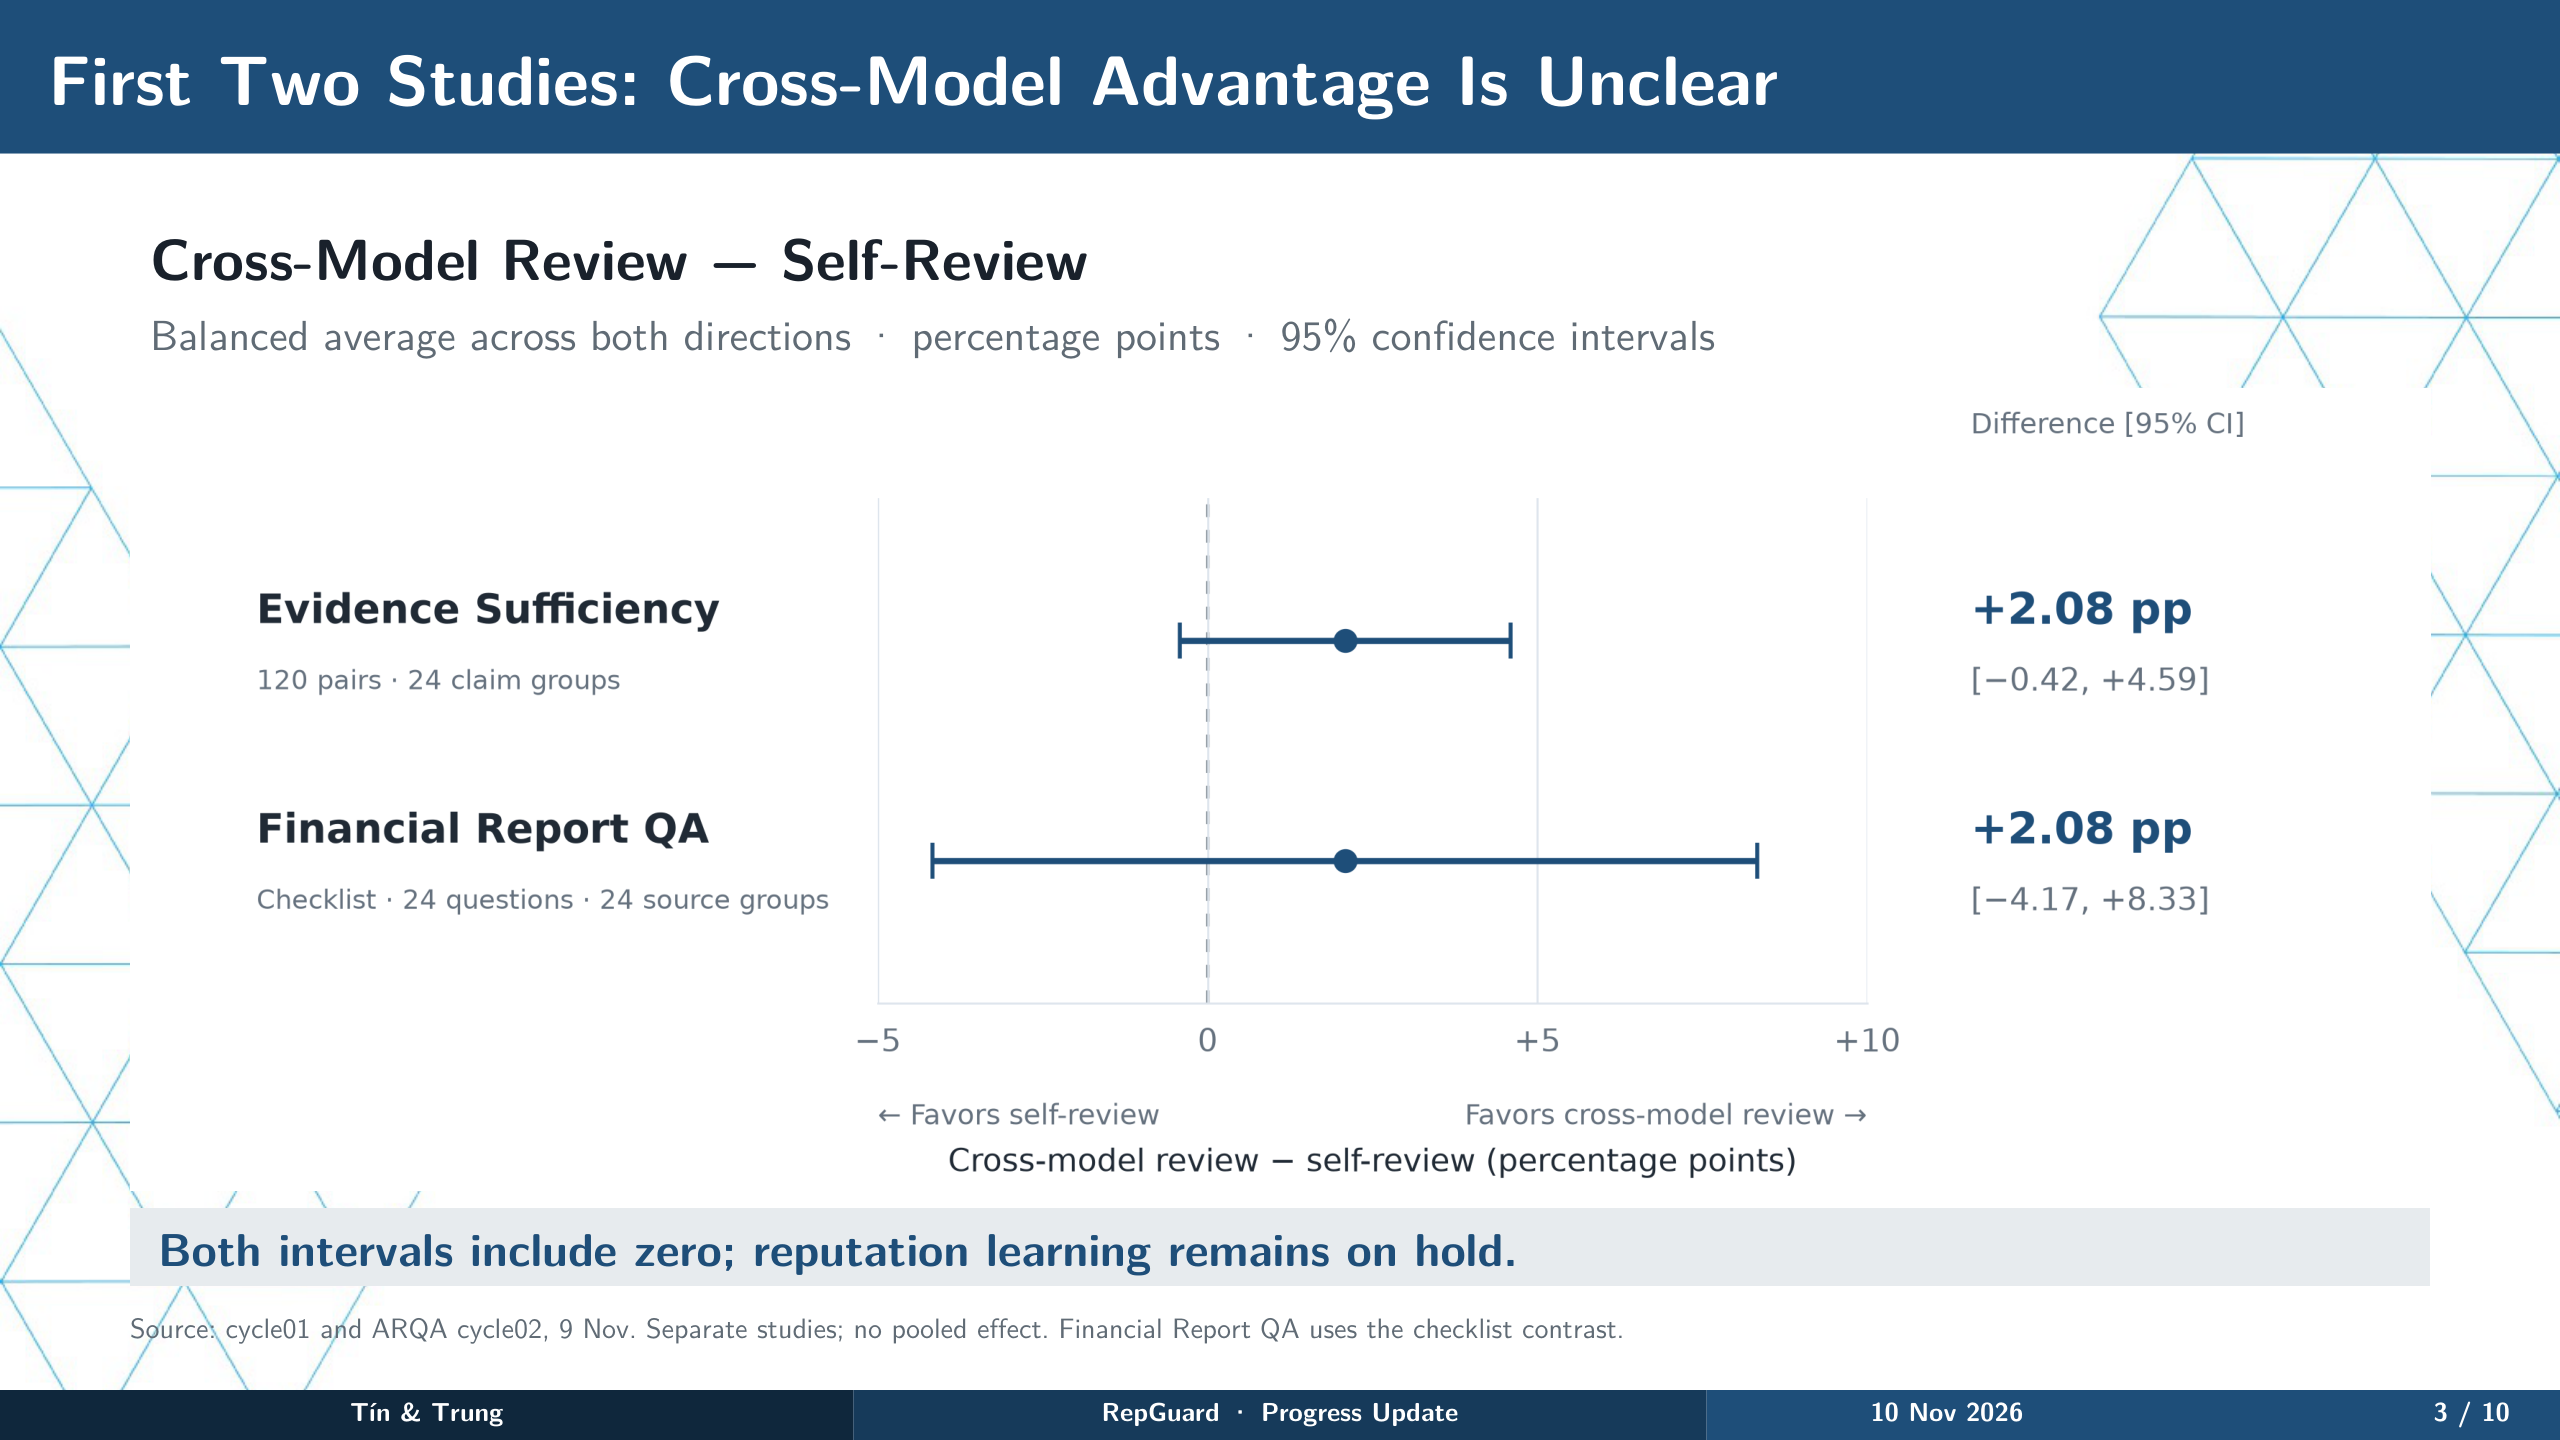 First Two Studies: Cross-Model Advantage Is Unclear
Cross-Model Review — Self-Review
Balanced average across both directions · percentage points · 95% confidence intervals
Difference [95% CI]
Evidence Sufficiency
120 pairs · 24 claim groups
+2.08 pp
[−0.42, +4.59]
Financial Report QA
Checklist · 24 questions · 24 source groups
+2.08 pp
[−4.17, +8.33]
−5 0 +5 +10
← Favors self-review Favors cross-model review →
Cross-model review − self-review (percentage points)
Both intervals include zero; reputation learning remains on hold.
Source: cycle01 and ARQA cycle02, 9 Nov. Separate studies; no pooled effect. Financial Report QA uses the checklist contrast.
Tín & Trung RepGuard · Progress Update 10 Nov 2026 3 / 10